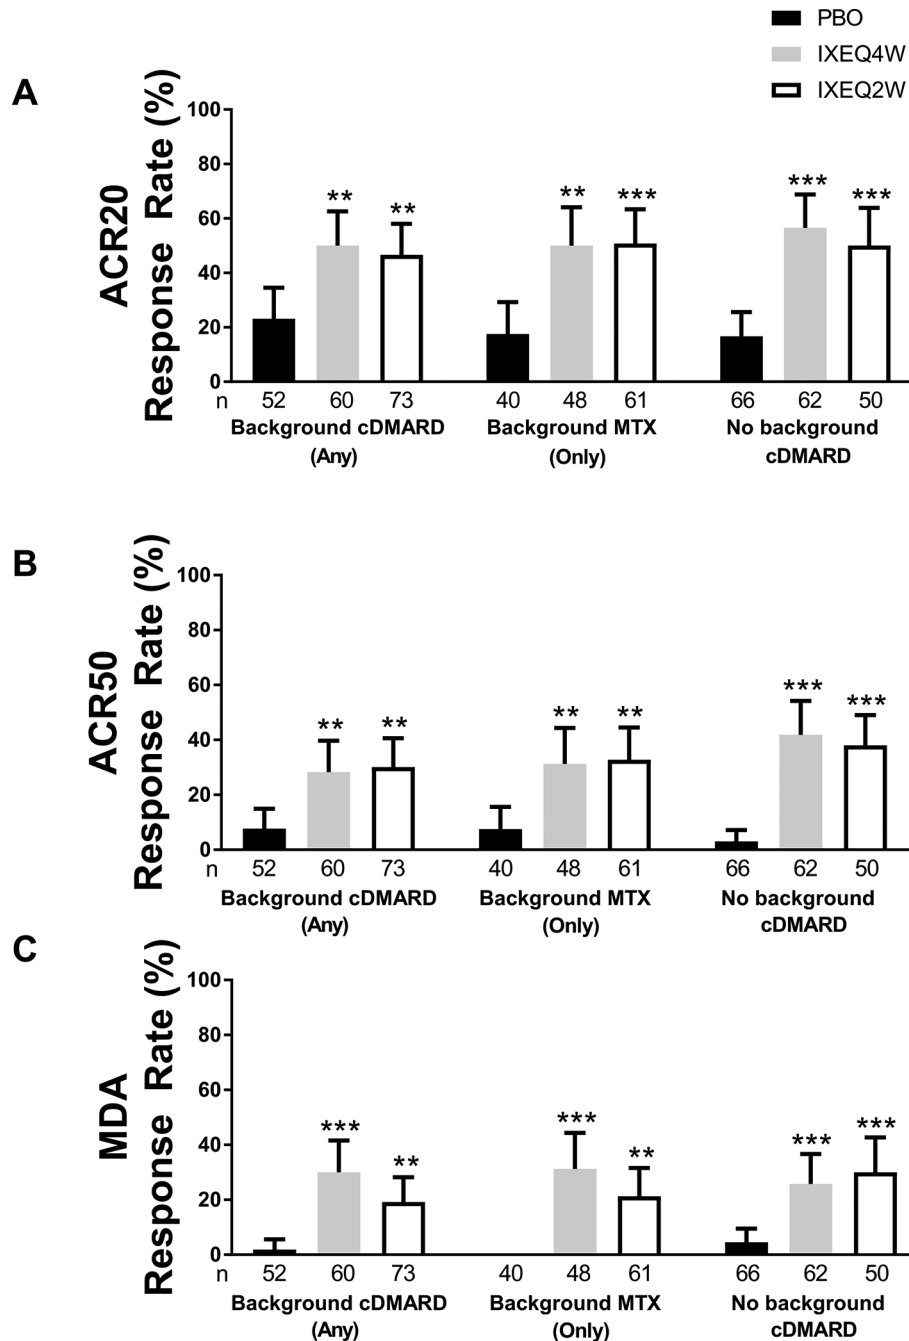 PBO
IXEQ4W
IXEQ2W
A
ACR20
Response Rate (%)
100
80
60
40
20
0
** ** ** *** *** ***
n 52 60 73 40 48 61 66 62 50
Background cDMARD Background MTX No background
(Any) (Only) cDMARD
B
ACR50
Response Rate (%)
100
80
60
40
20
0
** ** ** ** *** ***
n 52 60 73 40 48 61 66 62 50
Background cDMARD Background MTX No background
(Any) (Only) cDMARD
C
MDA
Response Rate (%)
100
80
60
40
20
0
*** ** *** ** *** ***
n 52 60 73 40 48 61 66 62 50
Background cDMARD Background MTX No background
(Any) (Only) cDMARD